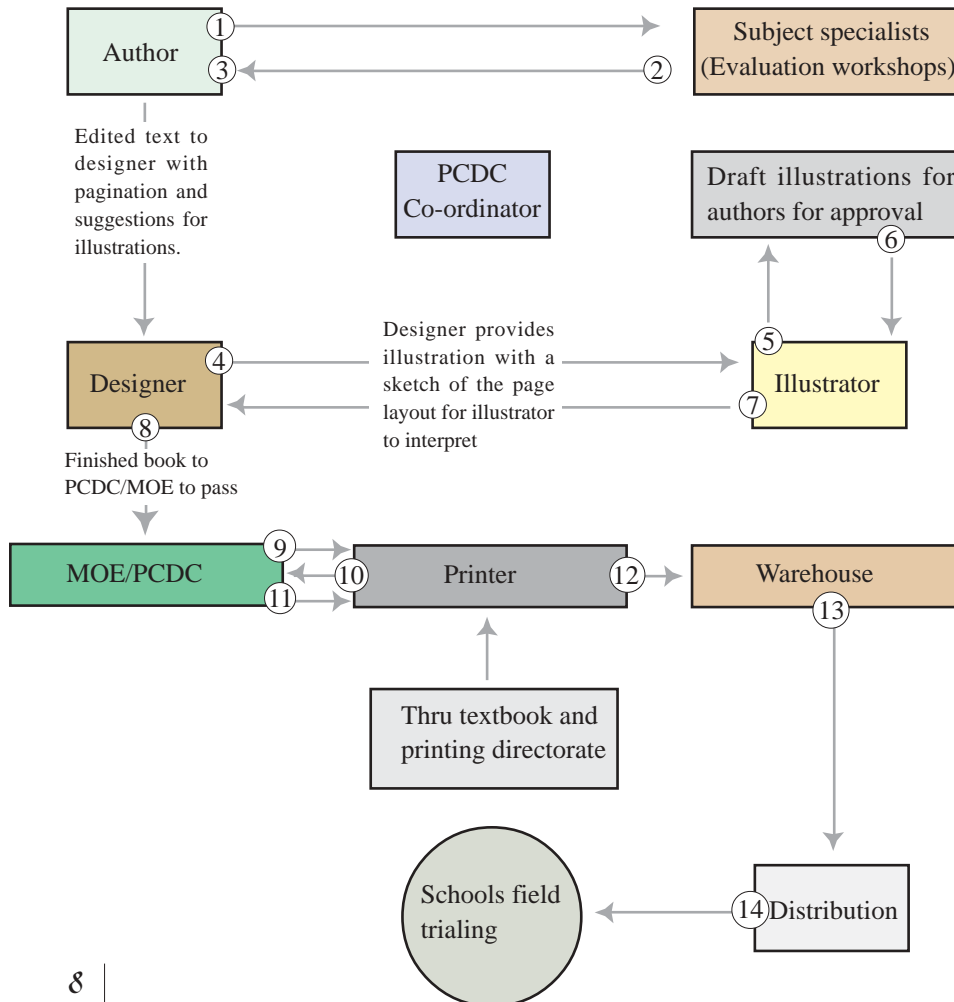 1
Author
3
2
Subject specialists
(Evaluation workshops)
Edited text to
designer with
pagination and
suggestions for
illustrations.
PCDC
Co-ordinator
Draft illustrations for
authors for approval
6
Designer
4
8
Designer provides
illustration with a
sketch of the page
layout for illustrator
to interpret
5
Illustrator
7
Finished book to
PCDC/MOE to pass
MOE/PCDC
9
10
11
Printer
12
Warehouse
13
Thru textbook and
printing directorate
Schools field
trialing
14
Distribution
8